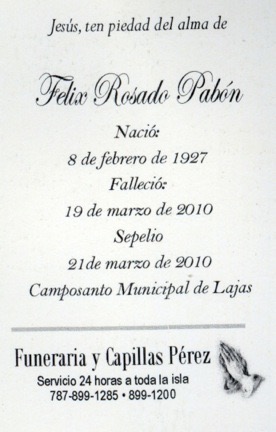 Jesús, ten piedad del alma de
Felix Rosado Pabón
Nació:
8 de febrero de 1927
Falleció:
19 de marzo de 2010
Sepelio
21de marzo de 2010
Camposanto Municipal de Lajas
Funeraria y Capillas Pérez
Servicio 24 horas a toda la isla
787-899-1285 • 899-1200